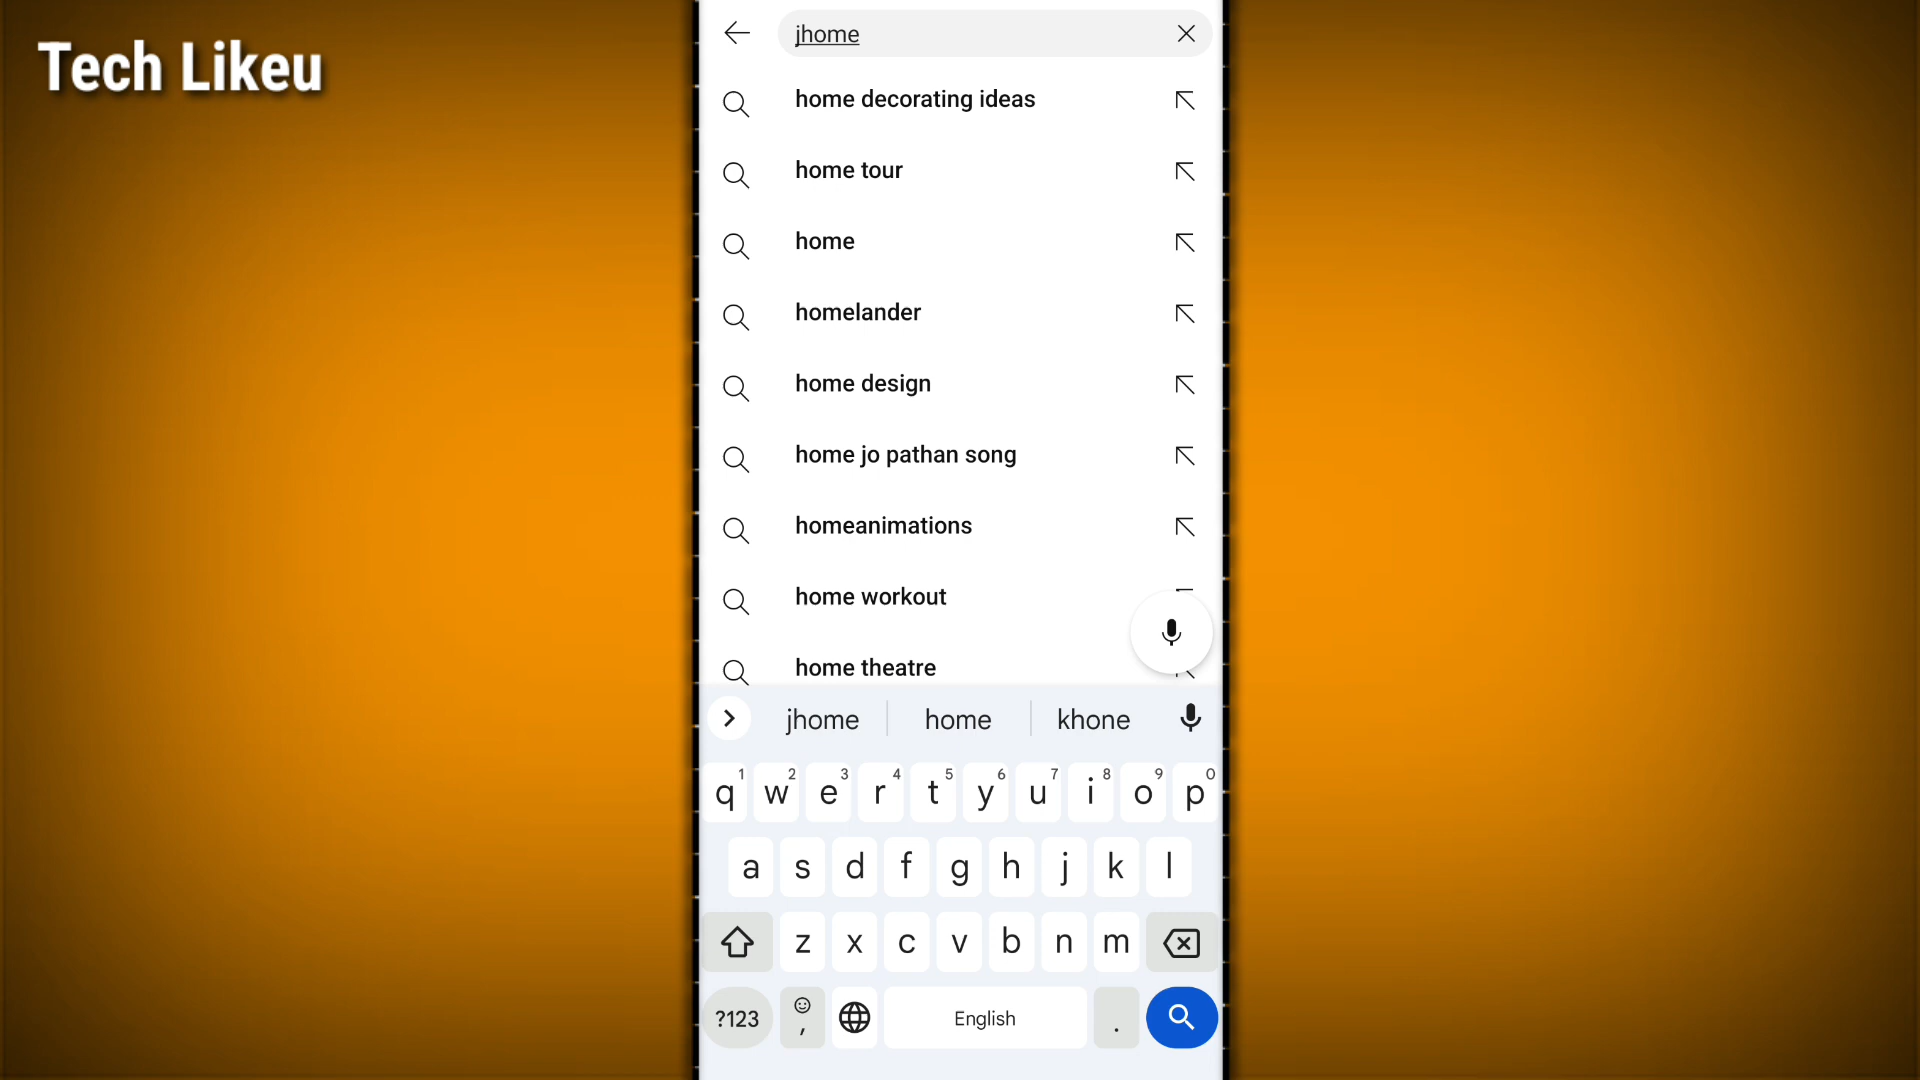 Tech Likeu
jhome
home decorating ideas
home tour
home
homelander
home design
home jo pathan song
homeanimations
home workout
home theatre
jhome home khone
1 2 3 4 5 6 7 8 9 0
q w e r t y u i o p
a s d f g h j k l
z x c v b n m
?123 , English .